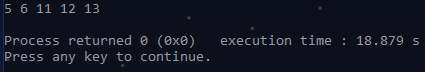 5 6 11 12 13
Process returned 0 (0x0)   execution time : 18.879 s
Press any key to continue.